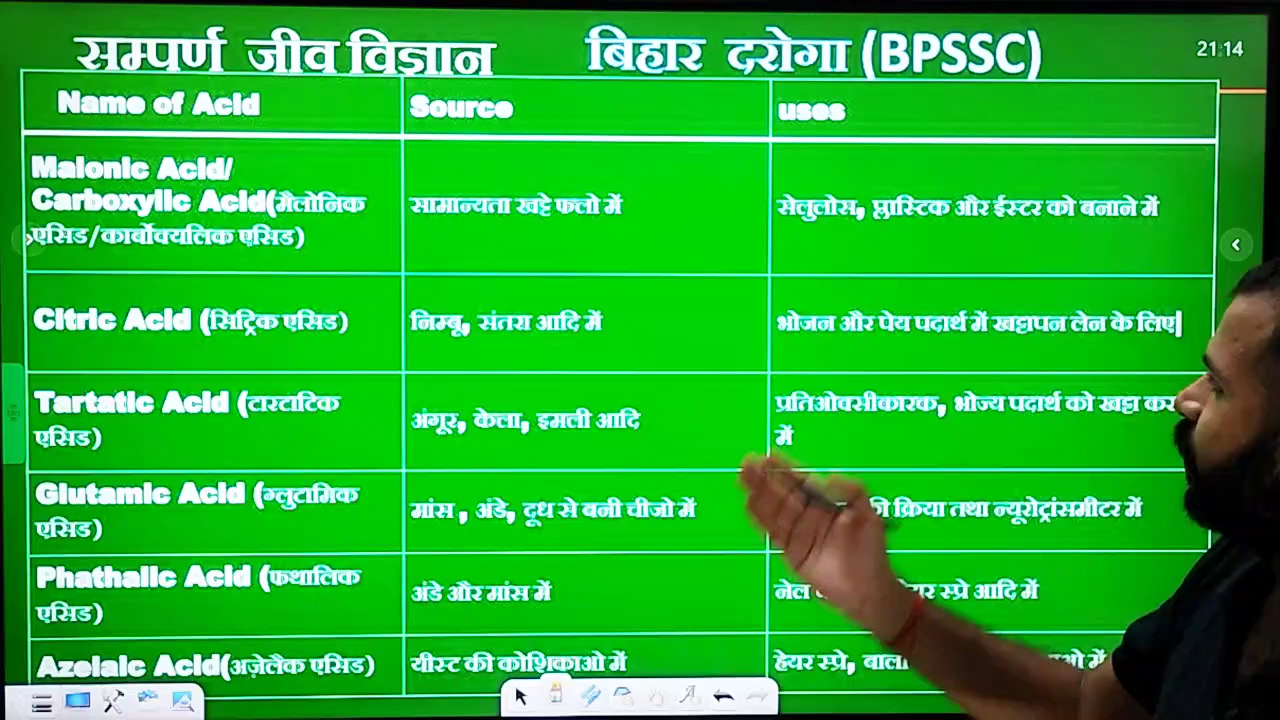 सम्पर्ण जीव विज्ञान बिहार दरोगा (BPSSC)
21:14
Name of Acid Source uses
Malonic Acid/
Carboxylic Acid(मैलोनिक
एसिड/कार्बोक्यलिक एसिड)
सामान्यता खट्टे फलो में
सेलुलोस, प्लास्टिक और ईस्टर को बनाने में
Citric Acid (सिट्रिक एसिड)
निम्बू, संतरा आदि में
भोजन और पेय पदार्थ में खट्टापन लेन के लिए|
Tartatic Acid (टारटाटिक
एसिड)
अंगूर, केला, इमली आदि
प्रतिओक्सीकारक, भोज्य पदार्थ को खट्टा कर
में
Glutamic Acid (ग्लुटामिक
एसिड)
मांस , अंडे, दूध से बनी चीजो में
की क्रिया तथा न्यूरोट्रांसमीटर में
Phathalic Acid (फथालिक
एसिड)
अंडे और मांस में
नेल स्प्रे आदि में
Azelaic Acid(अज़ेलैक एसिड)
यीस्ट की कोशिकाओ में
हेयर स्प्रे,